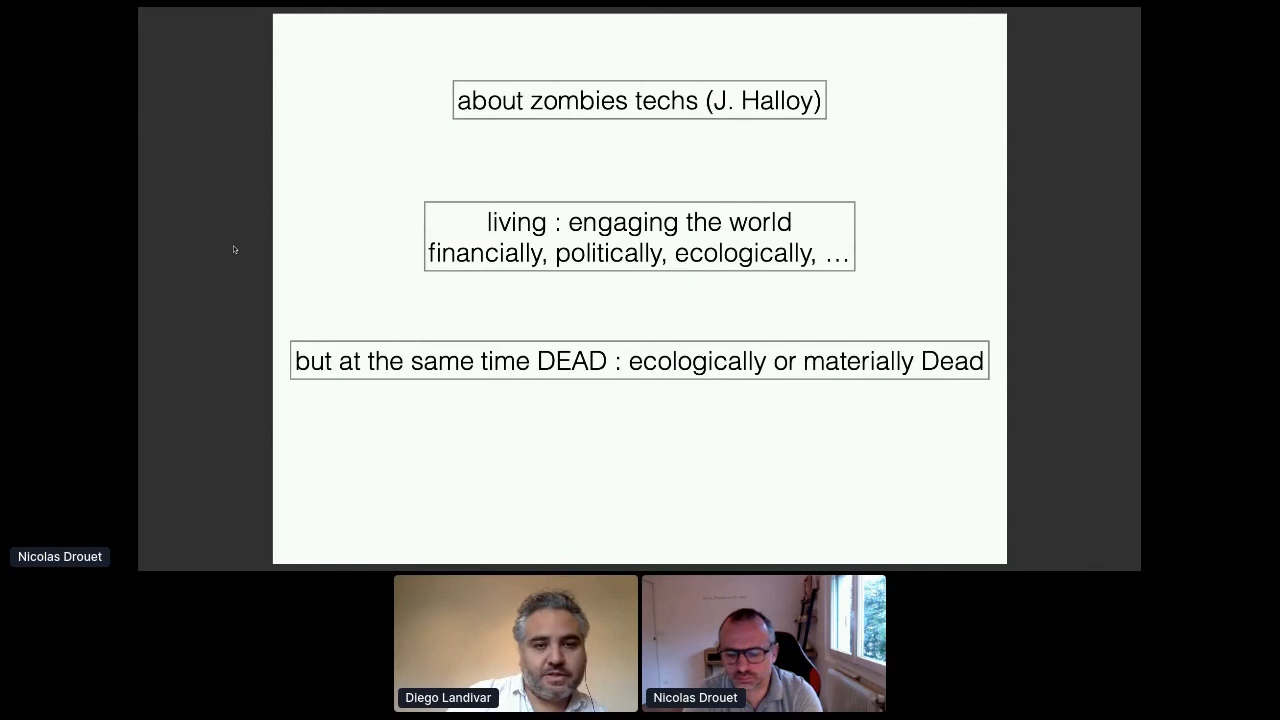 about zombies techs (J. Halloy)
living : engaging the world
financially, politically, ecologically, …
but at the same time DEAD : ecologically or materially Dead
Nicolas Drouet
Diego Landivar
Nicolas Drouet